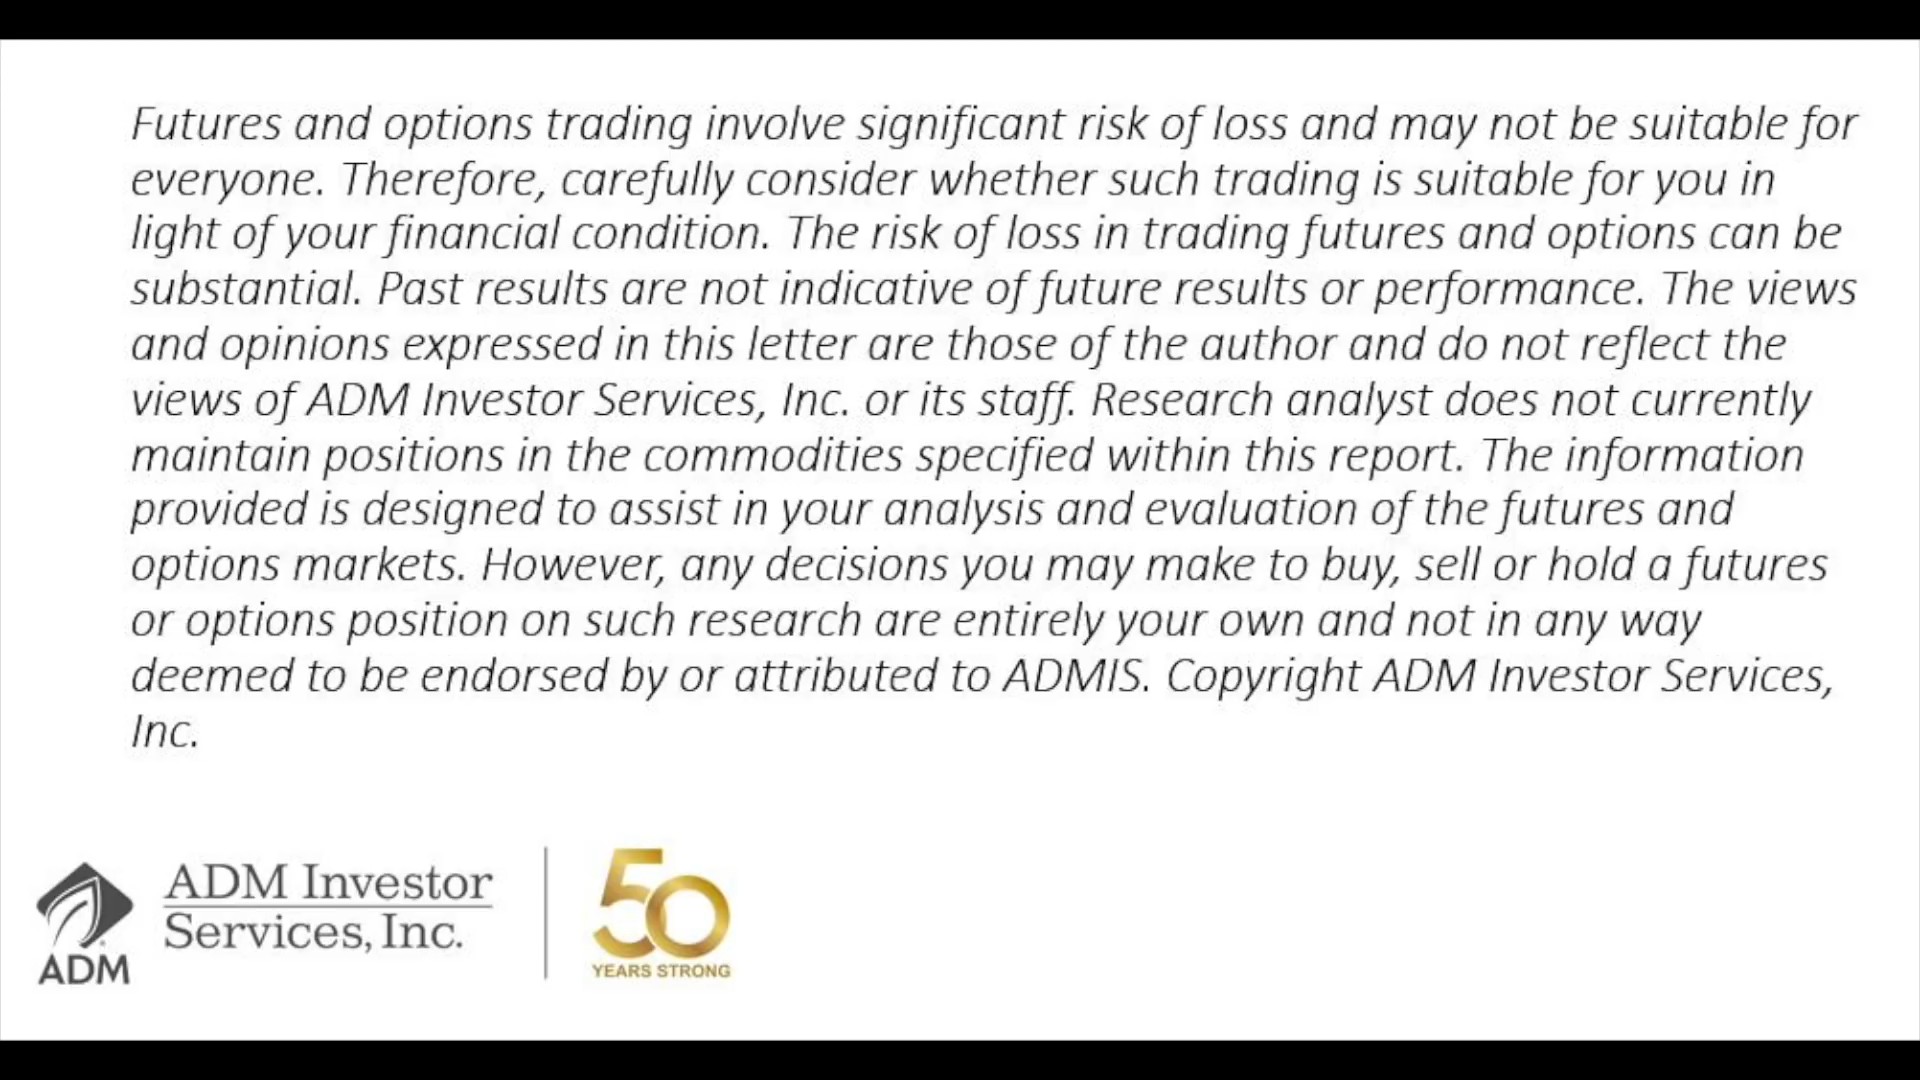 Futures and options trading involve significant risk of loss and may not be suitable for
everyone. Therefore, carefully consider whether such trading is suitable for you in
light of your financial condition. The risk of loss in trading futures and options can be
substantial. Past results are not indicative of future results or performance. The views
and opinions expressed in this letter are those of the author and do not reflect the
views of ADM Investor Services, Inc. or its staff. Research analyst does not currently
maintain positions in the commodities specified within this report. The information
provided is designed to assist in your analysis and evaluation of the futures and
options markets. However, any decisions you may make to buy, sell or hold a futures
or options position on such research are entirely your own and not in any way
deemed to be endorsed by or attributed to ADMIS. Copyright ADM Investor Services,
Inc.
ADM
ADM Investor
Services, Inc.
50
YEARS STRONG